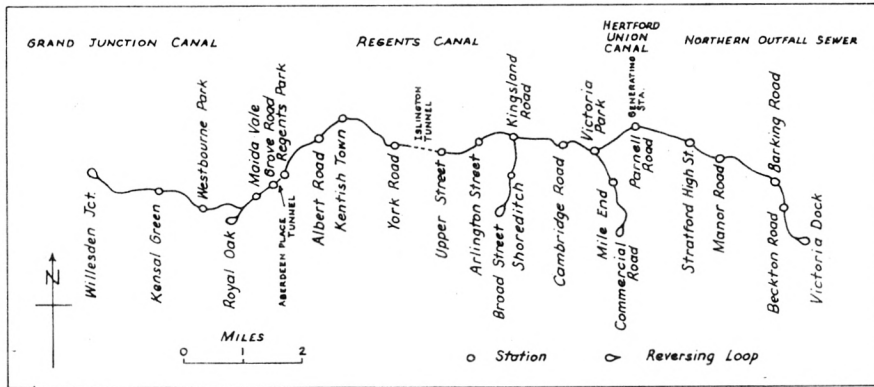 GRAND JUNCTION CANAL
REGENTS CANAL
HERTFORD
UNION
CANAL
NORTHERN OUTFALL SEWER
Willesden Jct.
Kensal Green
Westbourne Park
Royal Oak
Maida Vale
Grove Road
Regents Park
ABERDEEN PLACE
TUNNEL
Albert Road
Kentish Town
York Road
ISLINGTON
TUNNEL
Upper Street
Arlington Street
Kingsland
Road
Broad Street
Shoreditch
Cambridge Road
Victoria
Park
Mile End
Commercial
Road
GENERATING
STA.
Parnell
Road
Stratford High St.
Manor Road
Barking Road
Beckton Road
Victoria Dock
N
MILES
0 1 2
Station
Reversing Loop